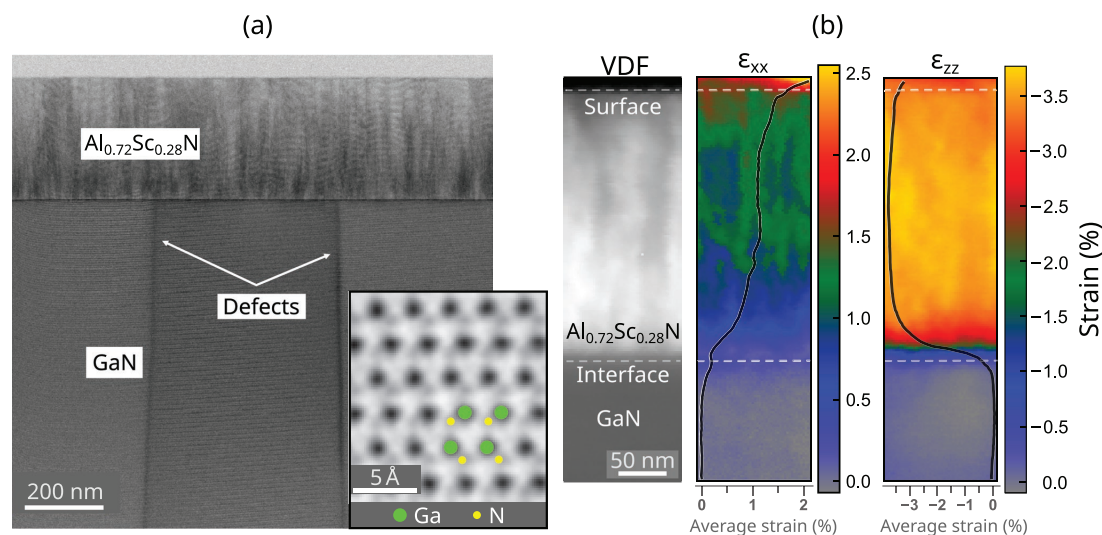 (a)
Al0.72Sc0.28N
Defects
GaN
200 nm
5 Å
Ga
N
(b)
VDF
εxx
εzz
Surface
Al0.72Sc0.28N
Interface
GaN
50 nm
2.5
2.0
1.5
1.0
0.5
0.0
0 1 2
Average strain (%)
−3.5
−3.0
−2.5
−2.0
−1.5
−1.0
−0.5
−0.0
−3 −2 −1 0
Average strain (%)
Strain (%)